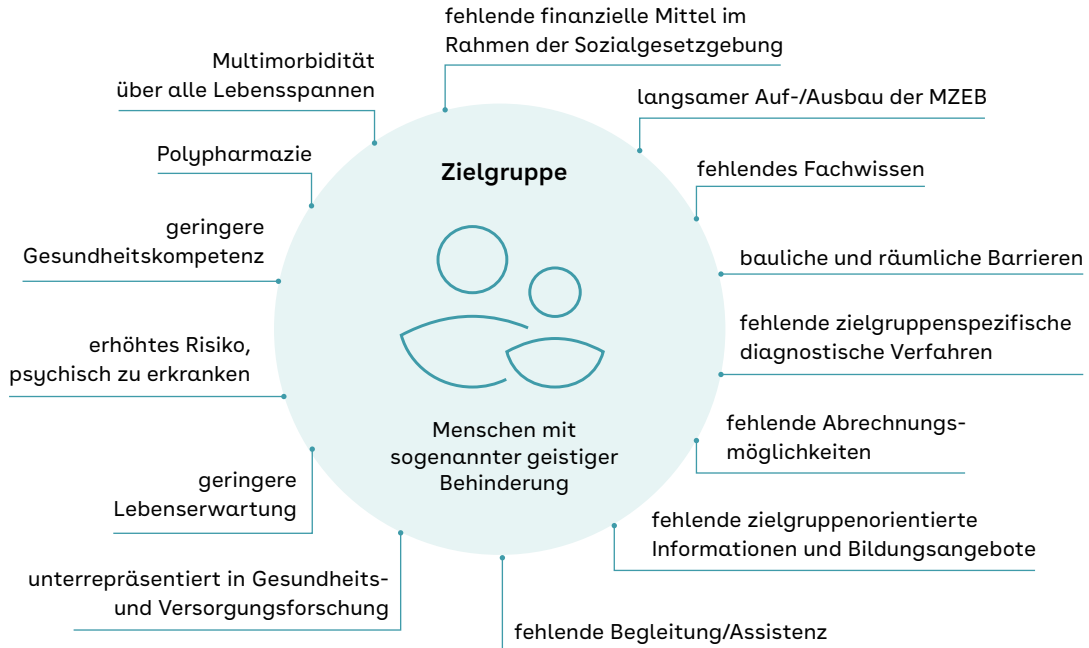 fehlende finanzielle Mittel im
Rahmen der Sozialgesetzgebung
Multimorbidität
über alle Lebensspannen
langsamer Auf-/Ausbau der MZEB
Polypharmazie
Zielgruppe
fehlendes Fachwissen
geringere
Gesundheitskompetenz
bauliche und räumliche Barrieren
fehlende zielgruppenspezifische
diagnostische Verfahren
erhöhtes Risiko,
psychisch zu erkranken
fehlende Abrechnungs-
möglichkeiten
Menschen mit
sogenannter geistiger
Behinderung
geringere
Lebenserwartung
fehlende zielgruppenorientierte
Informationen und Bildungsangebote
unterrepräsentiert in Gesundheits-
und Versorgungsforschung
fehlende Begleitung/Assistenz